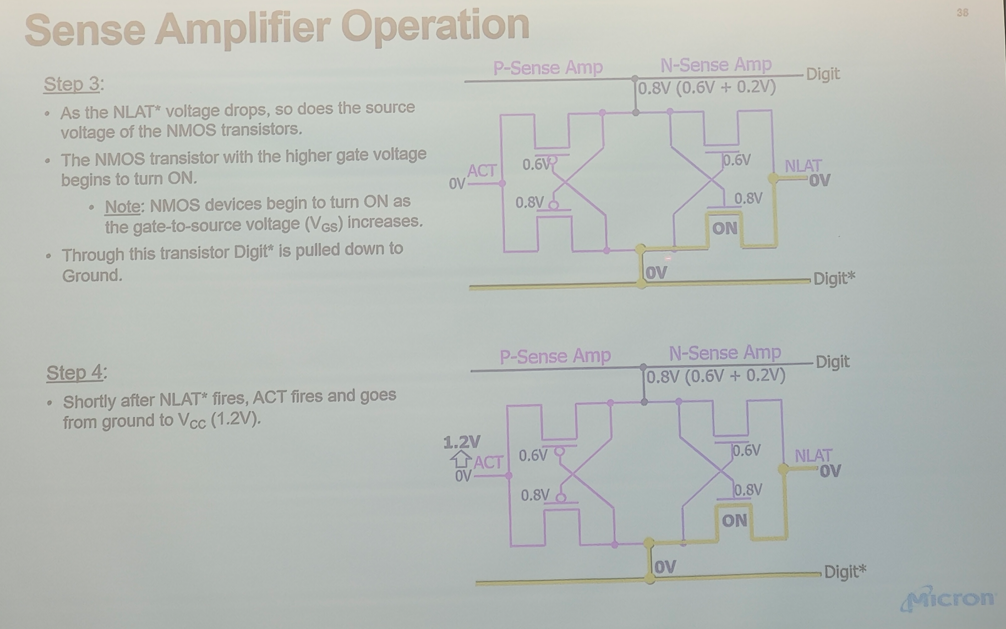 Sense Amplifier Operation
38
Step 3:
• As the NLAT* voltage drops, so does the source
voltage of the NMOS transistors.
• The NMOS transistor with the higher gate voltage
begins to turn ON.
• Note: NMOS devices begin to turn ON as
the gate-to-source voltage (VGS) increases.
• Through this transistor Digit* is pulled down to
Ground.
P-Sense Amp
N-Sense Amp
Digit
0.8V (0.6V + 0.2V)
0.6V
0.6V
ACT
0V
NLAT
0V
0.8V
0.8V
ON
0V
Digit*
Step 4:
• Shortly after NLAT* fires, ACT fires and goes
from ground to VCC (1.2V).
P-Sense Amp
N-Sense Amp
Digit
0.8V (0.6V + 0.2V)
1.2V
ACT
0V
0.6V
0.6V
NLAT
0V
0.8V
0.8V
ON
0V
Digit*
Micron